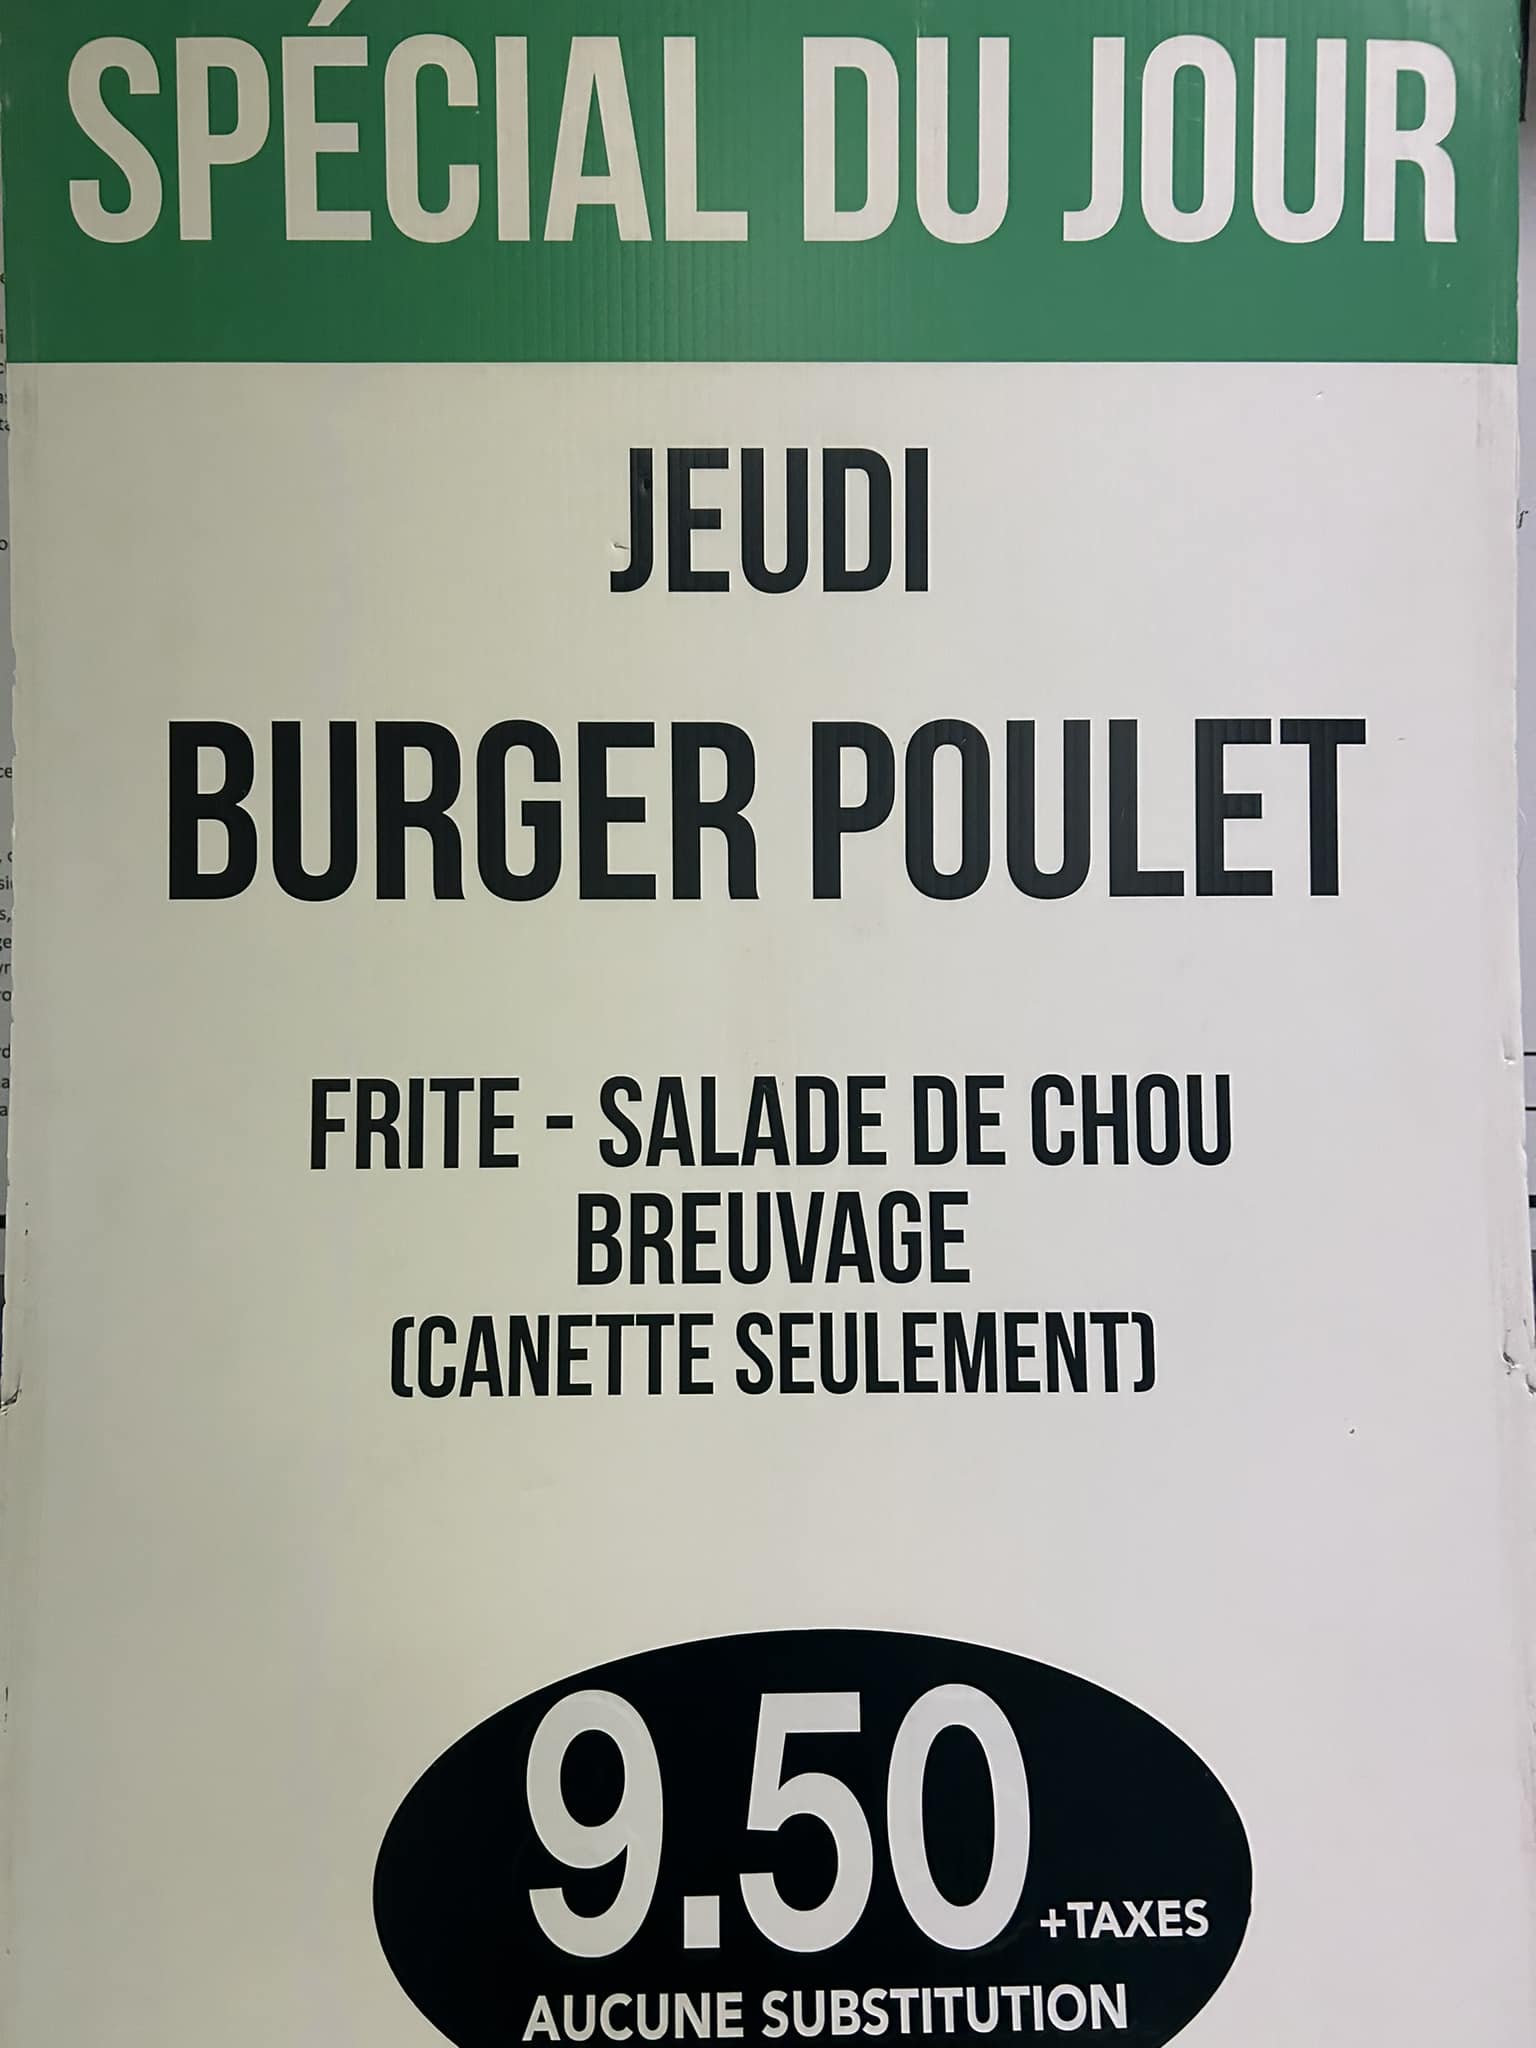 SPÉCIAL DU JOUR
JEUDI
BURGER POULET
FRITE - SALADE DE CHOU
BREUVAGE
(CANETTE SEULEMENT)
9.50 +TAXES
AUCUNE SUBSTITUTION